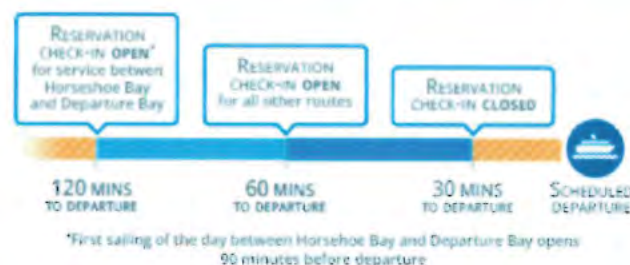 RESERVATION
CHECK-IN OPEN*
for service betwen
Horseshoe Bay
and Departure Bay
RESERVATION
CHECK-IN OPEN
for all other routes
RESERVATION
CHECK-IN CLOSED
120 MINS
TO DEPARTURE
60 MINS
TO DEPARTURE
30 MINS
TO DEPARTURE
SCHEDULED
DEPARTURE
*First sailing of the day between Horsehoe Bay and Departure Bay opens
90 minutes before departure